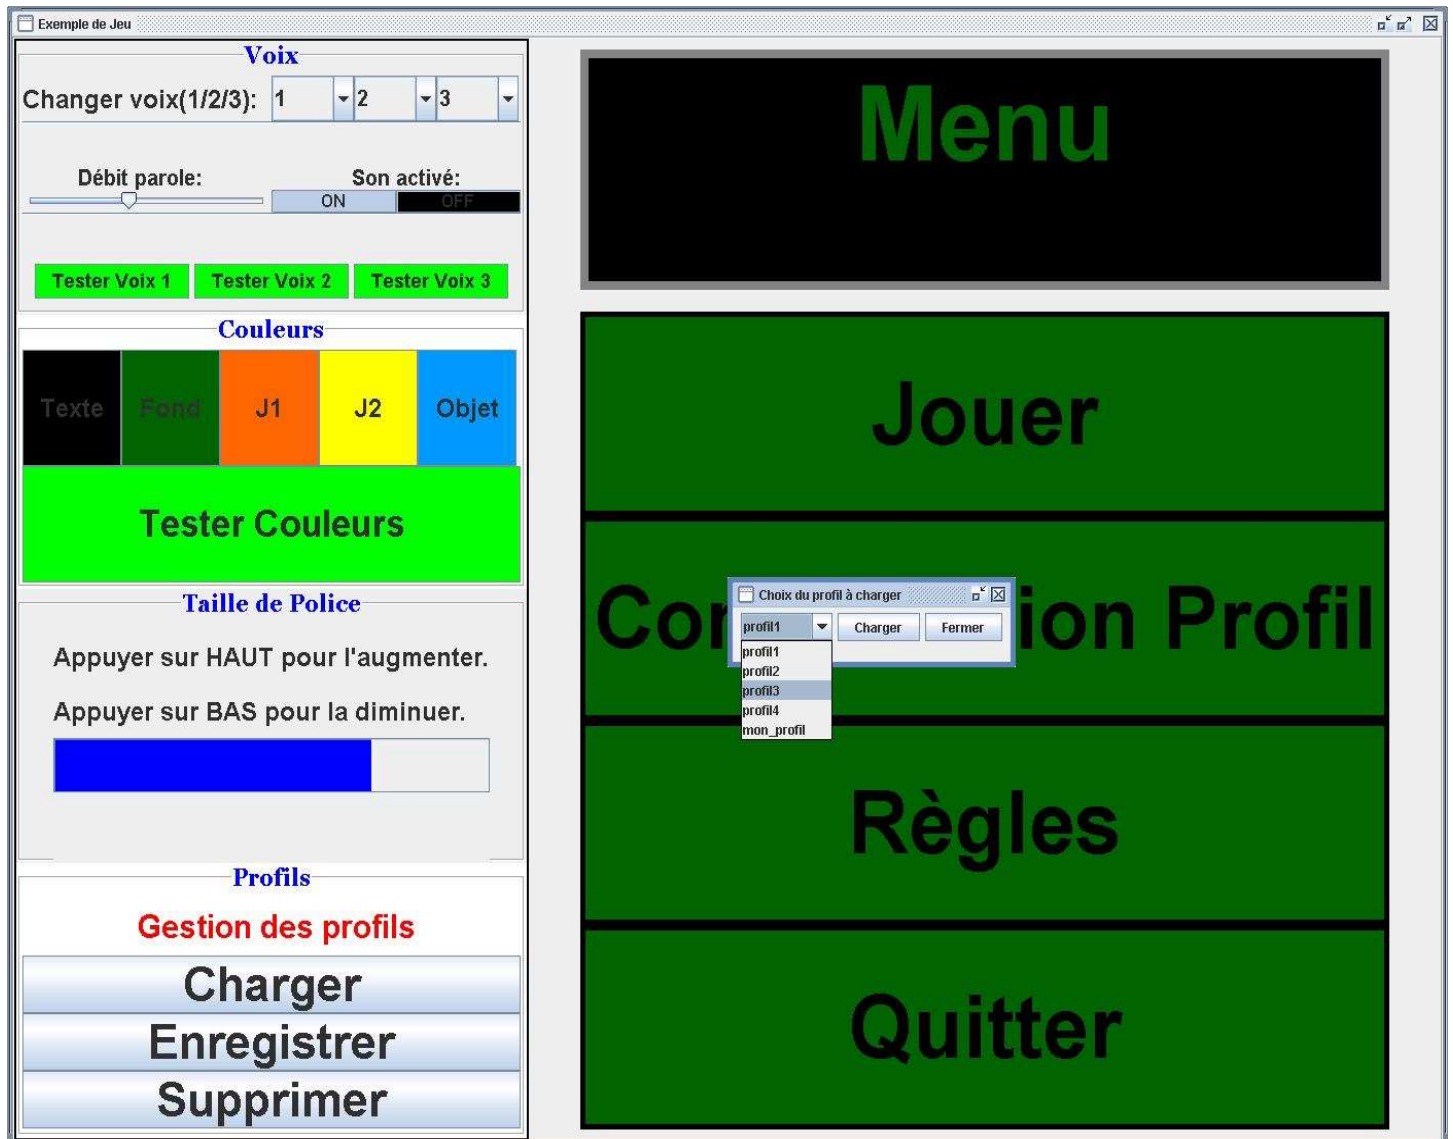 Exemple de Jeu
Voix
Changer voix(1/2/3): 1 2 3
Débit parole: Son activé:
ON OFF
Tester Voix 1 Tester Voix 2 Tester Voix 3
Couleurs
Texte Fond J1 J2 Objet
Tester Couleurs
Taille de Police
Appuyer sur HAUT pour l'augmenter.
Appuyer sur BAS pour la diminuer.
Profils
Gestion des profils
Charger
Enregistrer
Supprimer
Menu
Jouer
Con ion Profil
Choix du profil à charger
profil1 Charger Fermer
profil1
profil2
profil3
profil4
mon_profil
Règles
Quitter